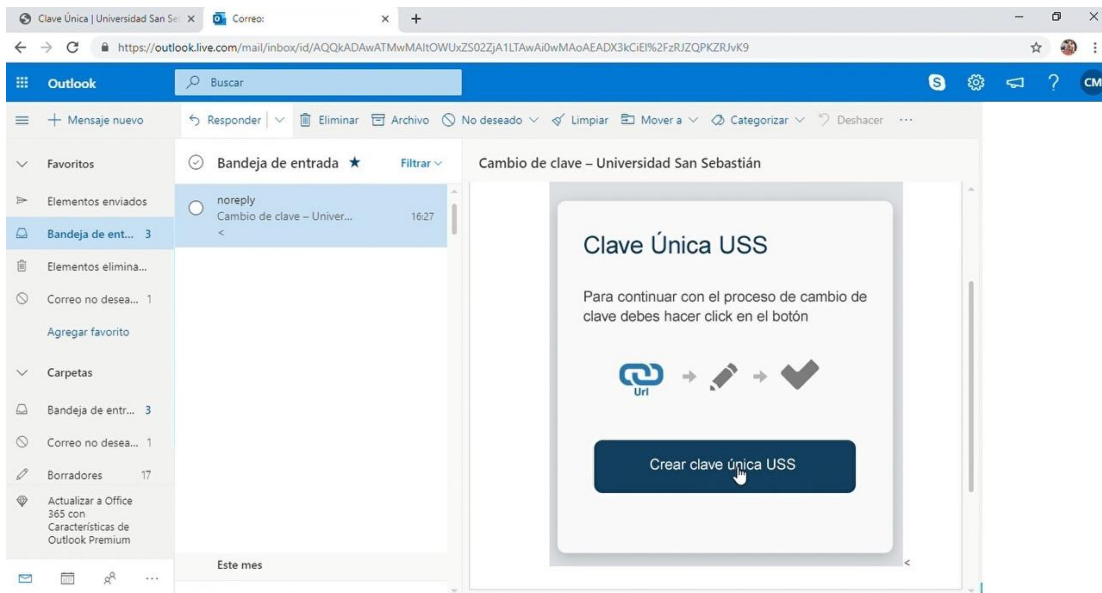 Clave Única | Universidad San Se
Correo:
https://outlook.live.com/mail/inbox/id/AQQkADAwATMwMAItOWUxZS02ZjA1LTAwAi0wMAoAEADX3kCiEl%2FzRJZQPKZRJvK9
Outlook
Buscar
S
?
CM
Mensaje nuevo
Responder
Eliminar
Archivo
No deseado
Limpiar
Mover a
Categorizar
Deshacer
...
Favoritos
Elementos enviados
Bandeja de ent... 3
Elementos elimina...
Correo no desea... 1
Agregar favorito
Carpetas
Bandeja de entr... 3
Correo no desea... 1
Borradores 17
Actualizar a Office
365 con
Características de
Outlook Premium
...
Bandeja de entrada
Filtrar
noreply
Cambio de clave – Univer... 16:27
<
Este mes
Cambio de clave – Universidad San Sebastián
Clave Única USS
Para continuar con el proceso de cambio de
clave debes hacer click en el botón
Url
Crear clave única USS
<